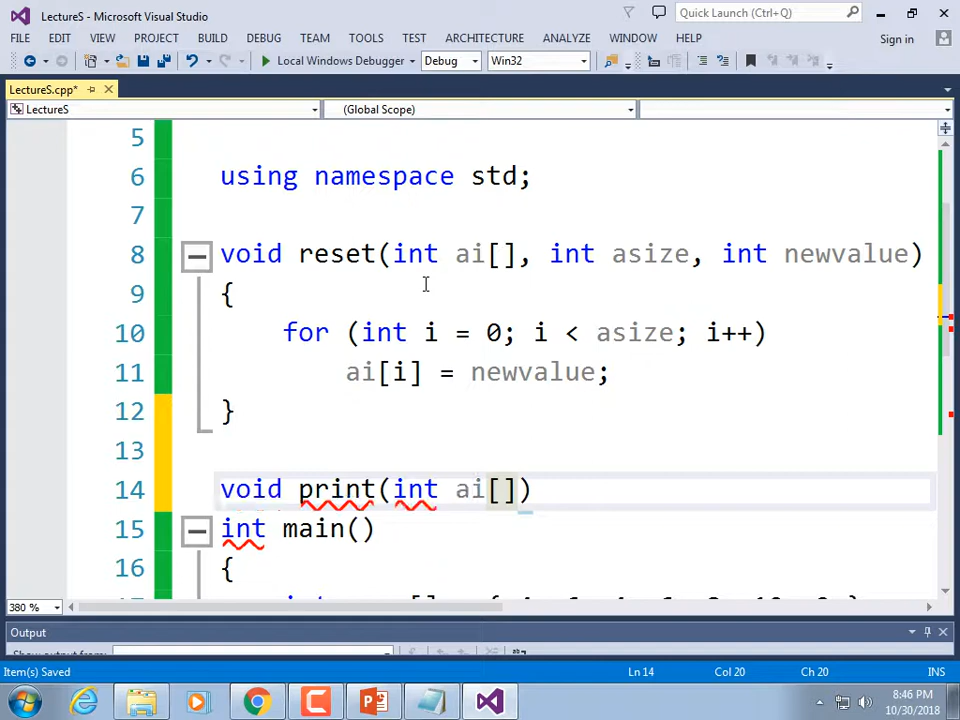 LectureS - Microsoft Visual Studio
Quick Launch (Ctrl+Q)
FILE EDIT VIEW PROJECT BUILD DEBUG TEAM TOOLS TEST ARCHITECTURE ANALYZE WINDOW HELP Sign in
Local Windows Debugger Debug Win32
LectureS.cpp*
LectureS (Global Scope)
5
6 using namespace std;
7
8 void reset(int ai[], int asize, int newvalue)
9 {
10 for (int i = 0; i < asize; i++)
11 ai[i] = newvalue;
12 }
13
14 void print(int ai[])
15 int main()
16 {
380 %
Output
Item(s) Saved Ln 14 Col 20 Ch 20 INS
8:46 PM
10/30/2018